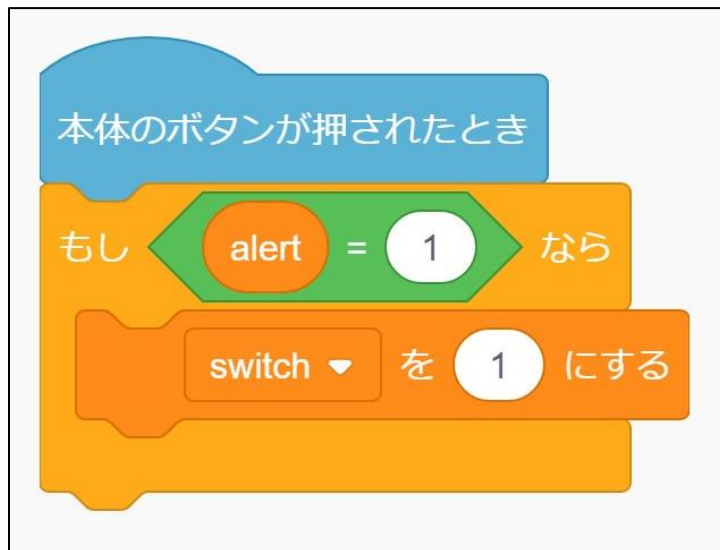 本体のボタンが押されたとき
もし alert = 1 なら
switch を 1 にする